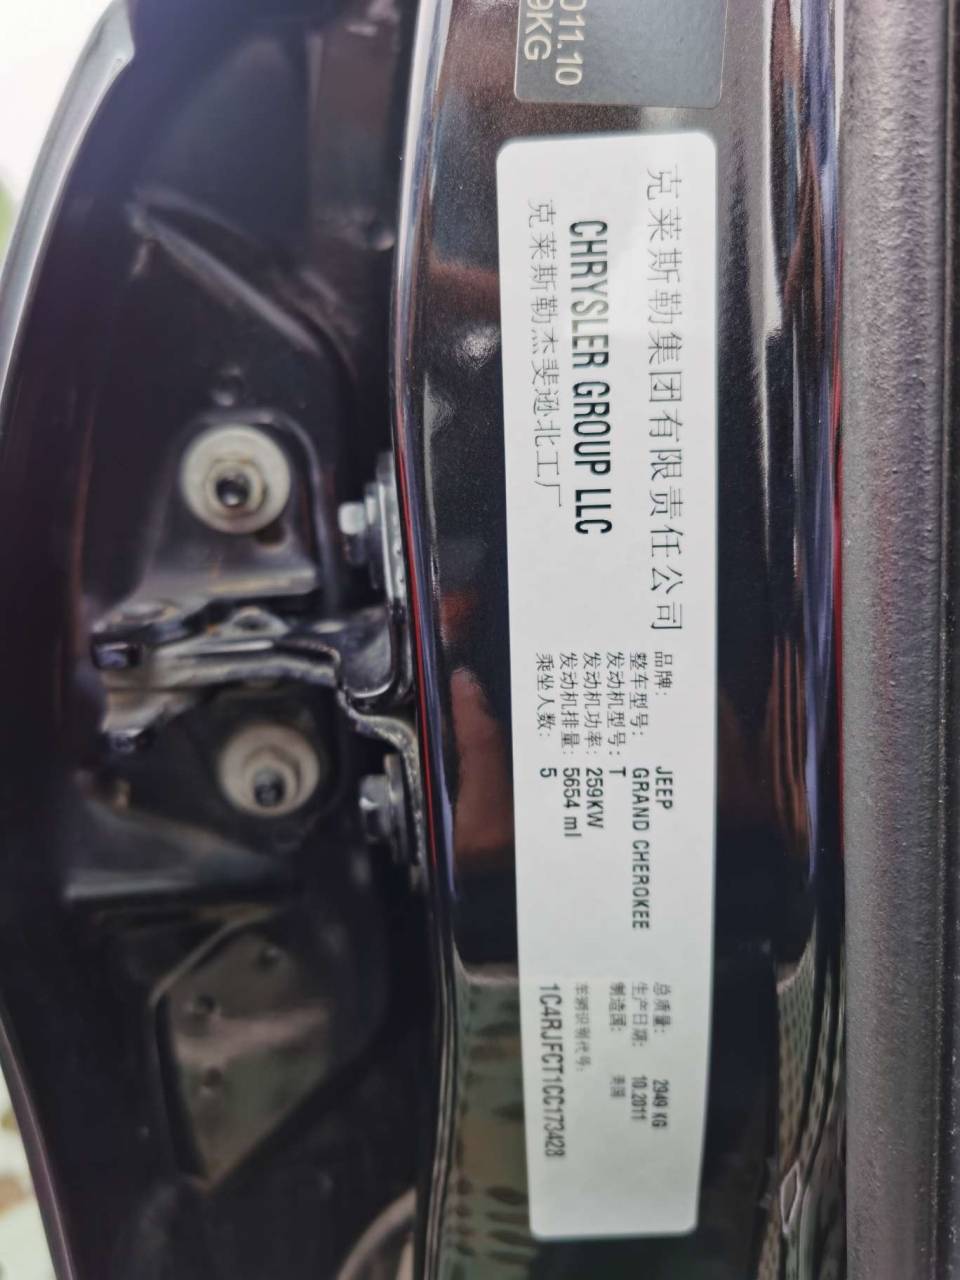 011.10
9KG
克莱斯勒集团有限责任公司
CHRYSLER GROUP LLC
克莱斯勒杰斐逊北工厂
品牌: JEEP
整车型号: GRAND CHEROKEE
发动机型号: T
发动机功率: 259KW
发动机排量: 5654 ml
乘坐人数: 5
总质量: 2949 KG
生产日期: 10.2011
制造国: 美国
车辆识别代号:
1C4RJFCT1CC173428